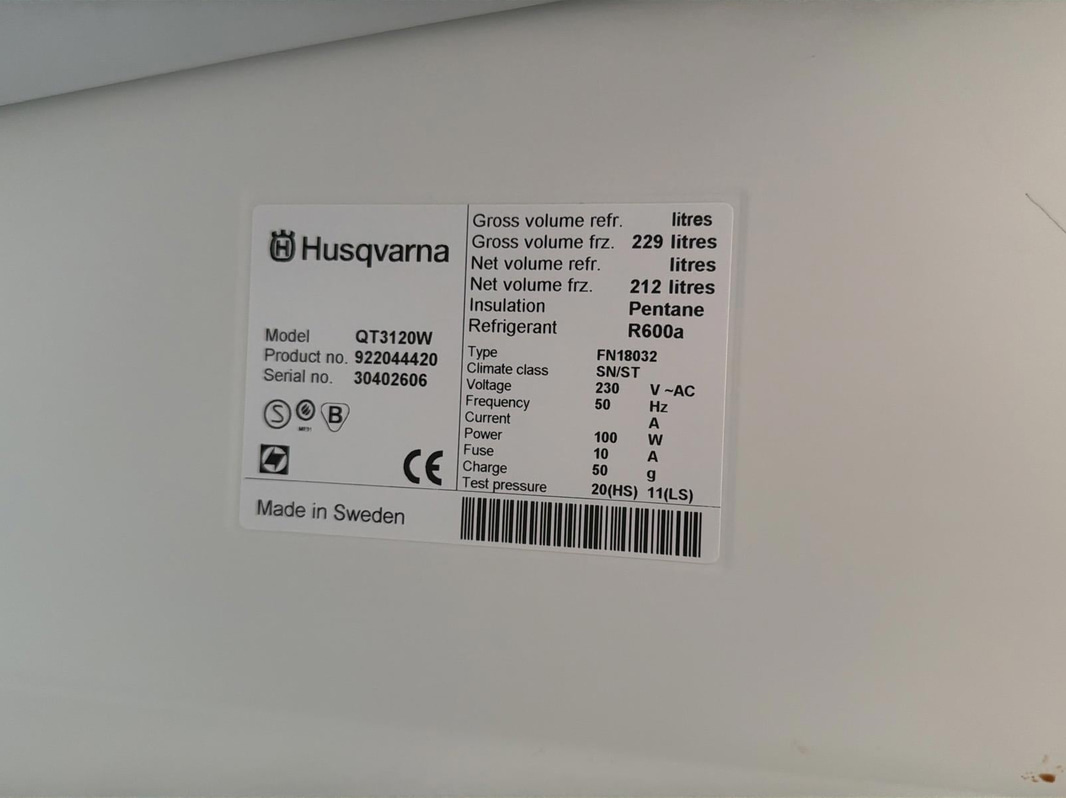 Husqvarna
Model QT3120W
Product no. 922044420
Serial no. 30402606
S B
CE
Made in Sweden
Gross volume refr. litres
Gross volume frz. 229 litres
Net volume refr. litres
Net volume frz. 212 litres
Insulation Pentane
Refrigerant R600a
Type FN18032
Climate class SN/ST
Voltage 230 V ~AC
Frequency 50 Hz
Current A
Power 100 W
Fuse 10 A
Charge 50 g
Test pressure 20(HS) 11(LS)